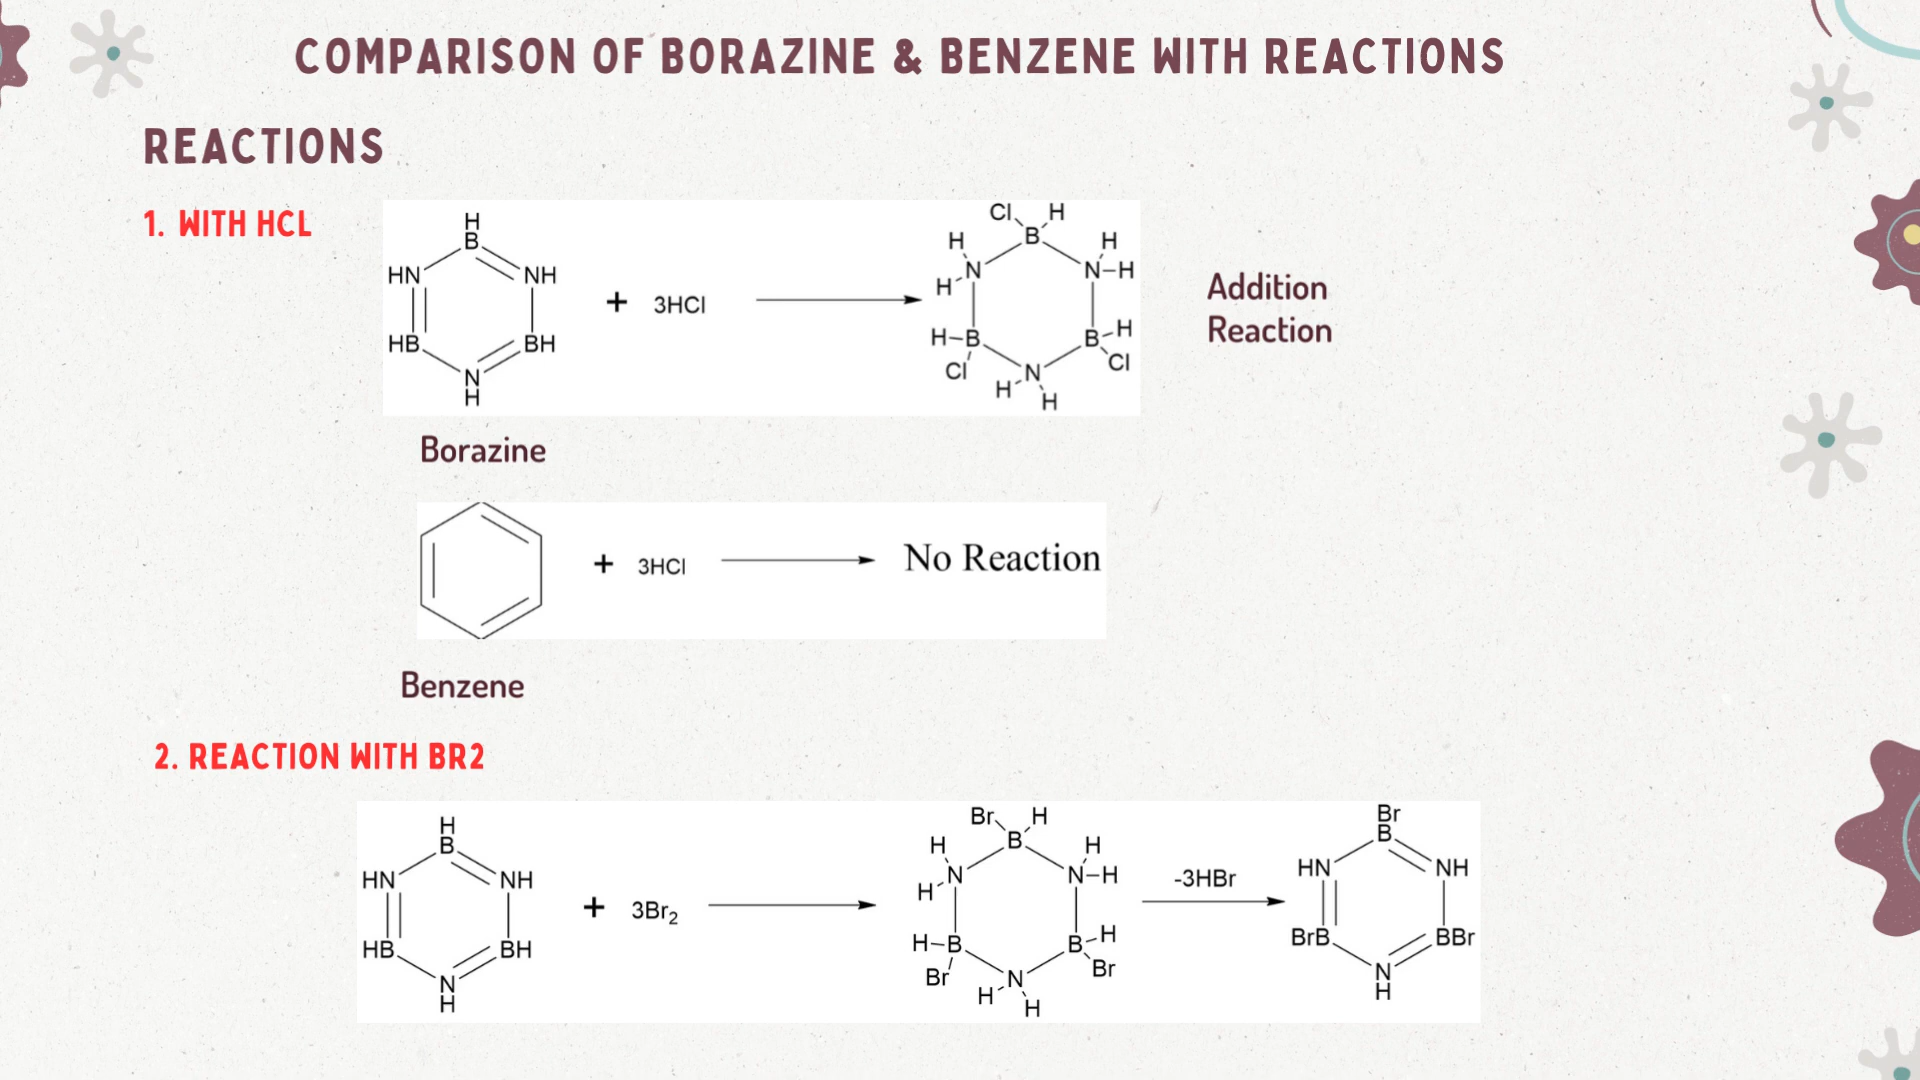 COMPARISON OF BORAZINE & BENZENE WITH REACTIONS
REACTIONS
1. WITH HCL
H
B
HN NH
HB BH
N
H
+ 3HCl
Cl H
B
H H
N N-H
H
H-B B-H
Cl Cl
N
H H
Addition
Reaction
Borazine
+ 3HCl No Reaction
Benzene
2. REACTION WITH BR2
H
B
HN NH
HB BH
N
H
+ 3Br2
Br H
B
H H
N N-H
H
H-B B-H
Br Br
N
H H
-3HBr
Br
B
HN NH
BrB BBr
N
H